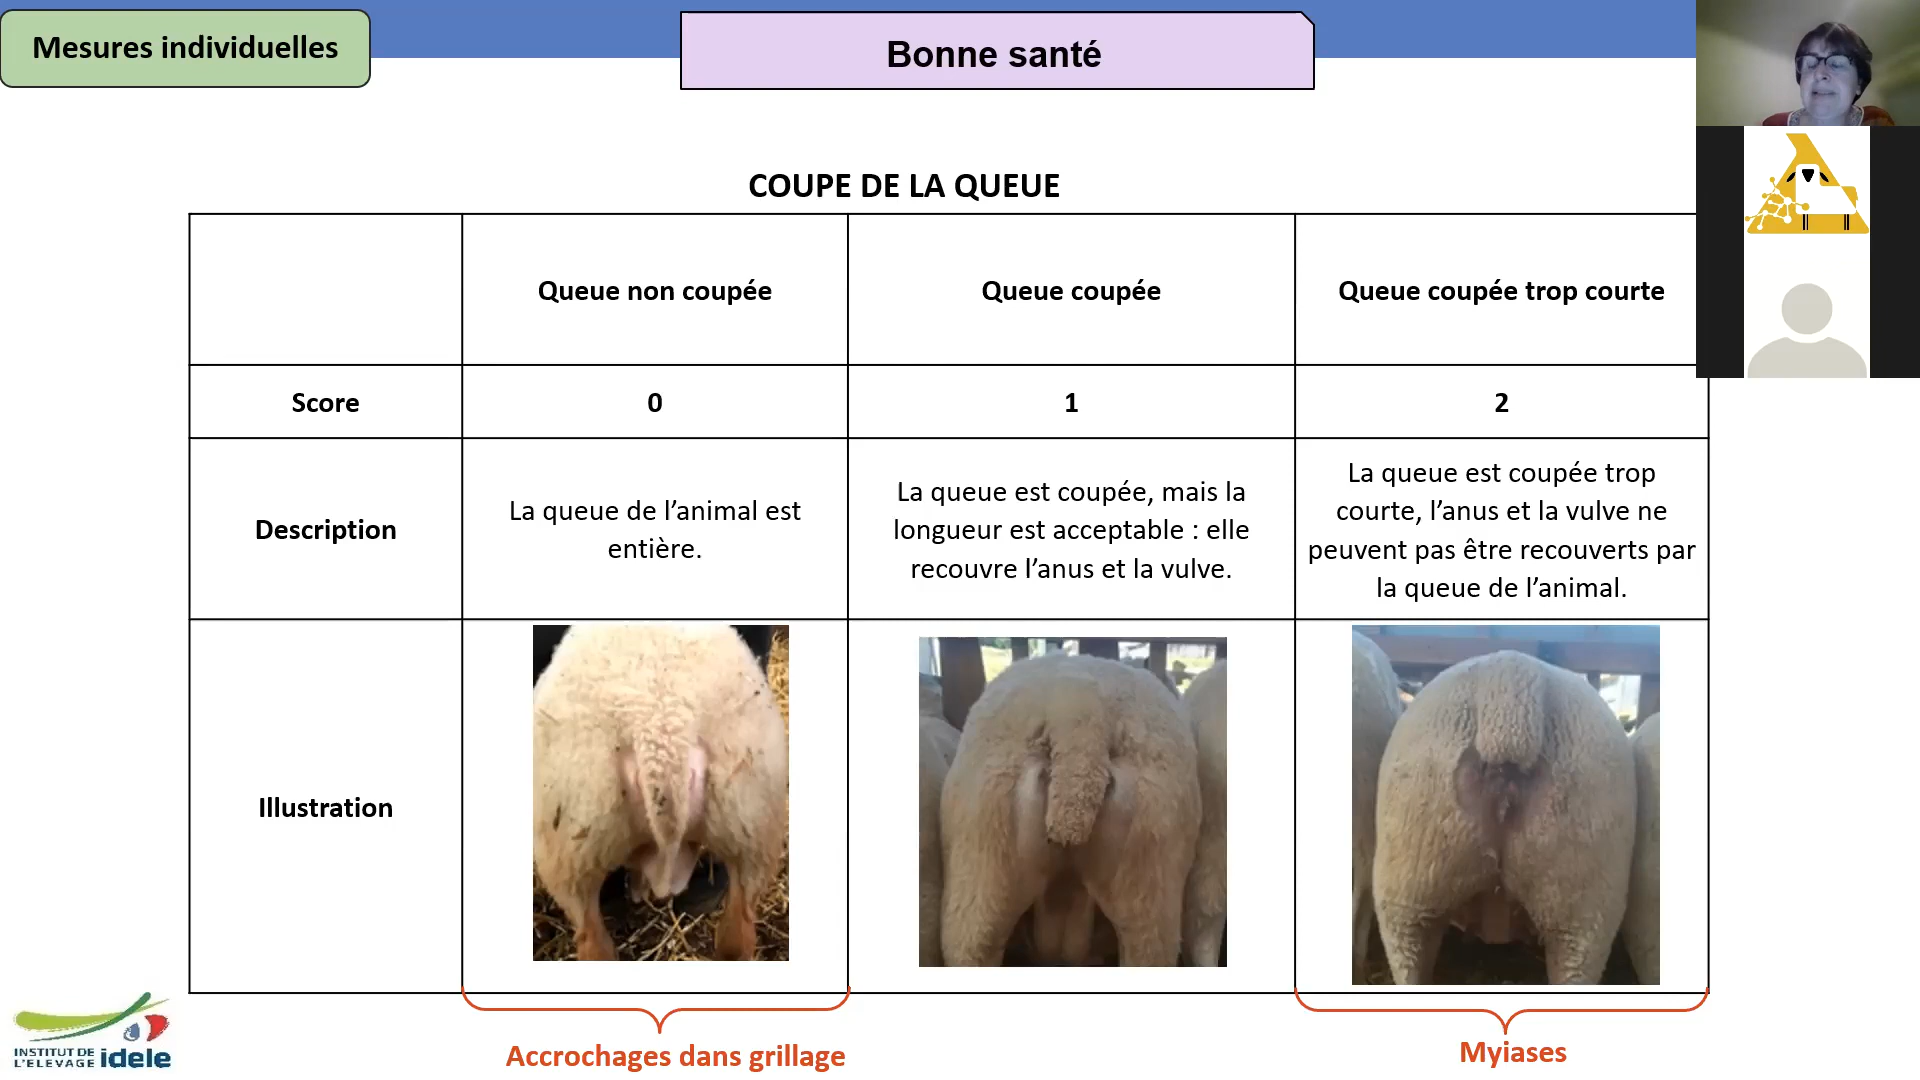 Mesures individuelles
Bonne santé
COUPE DE LA QUEUE
Queue non coupée
Queue coupée
Queue coupée trop courte
Score
0
1
2
Description
La queue de l’animal est
entière.
La queue est coupée, mais la
longueur est acceptable : elle
recouvre l’anus et la vulve.
La queue est coupée trop
courte, l’anus et la vulve ne
peuvent pas être recouverts par
la queue de l’animal.
Illustration
Accrochages dans grillage
Myiases
INSTITUT DE
L'ELEVAGE idele